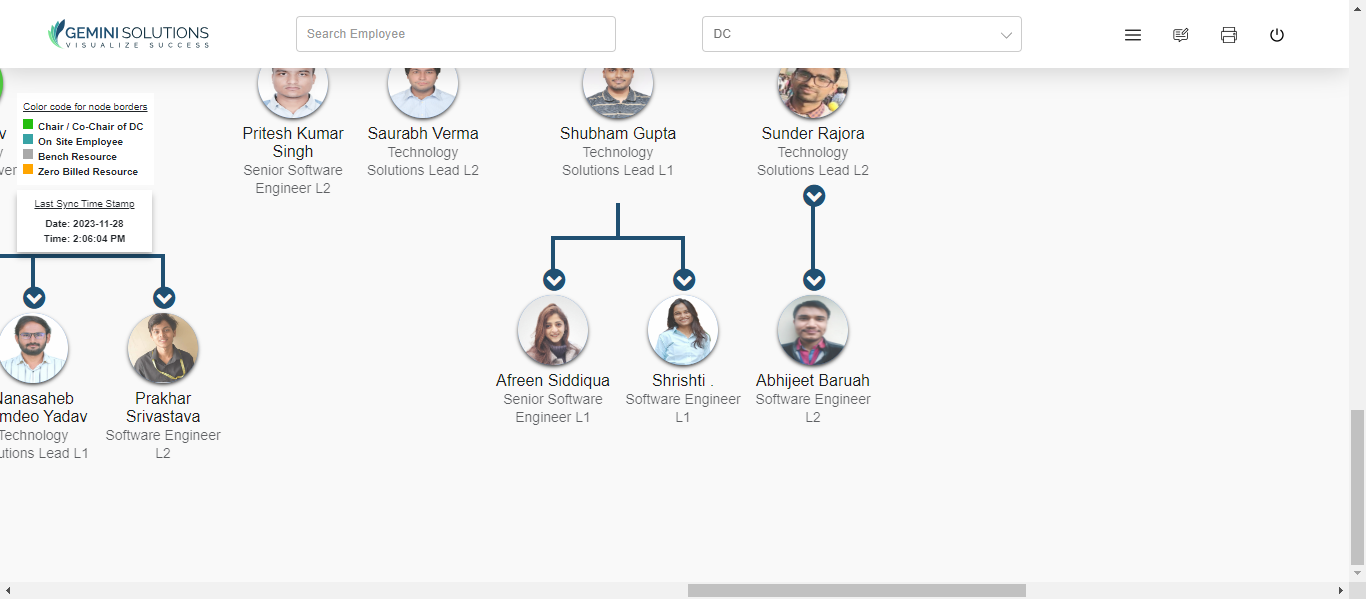 GEMINI SOLUTIONS
VISUALIZE SUCCESS
Search Employee
DC
Color code for node borders
Chair / Co-Chair of DC
On Site Employee
Bench Resource
Zero Billed Resource
Last Sync Time Stamp
Date: 2023-11-28
Time: 2:06:04 PM
Pritesh Kumar
Singh
Senior Software
Engineer L2
Saurabh Verma
Technology
Solutions Lead L2
Shubham Gupta
Technology
Solutions Lead L1
Sunder Rajora
Technology
Solutions Lead L2
Nanasaheb
mdeo Yadav
Technology
utions Lead L1
Prakhar
Srivastava
Software Engineer
L2
Afreen Siddiqua
Senior Software
Engineer L1
Shrishti .
Software Engineer
L1
Abhijeet Baruah
Software Engineer
L2